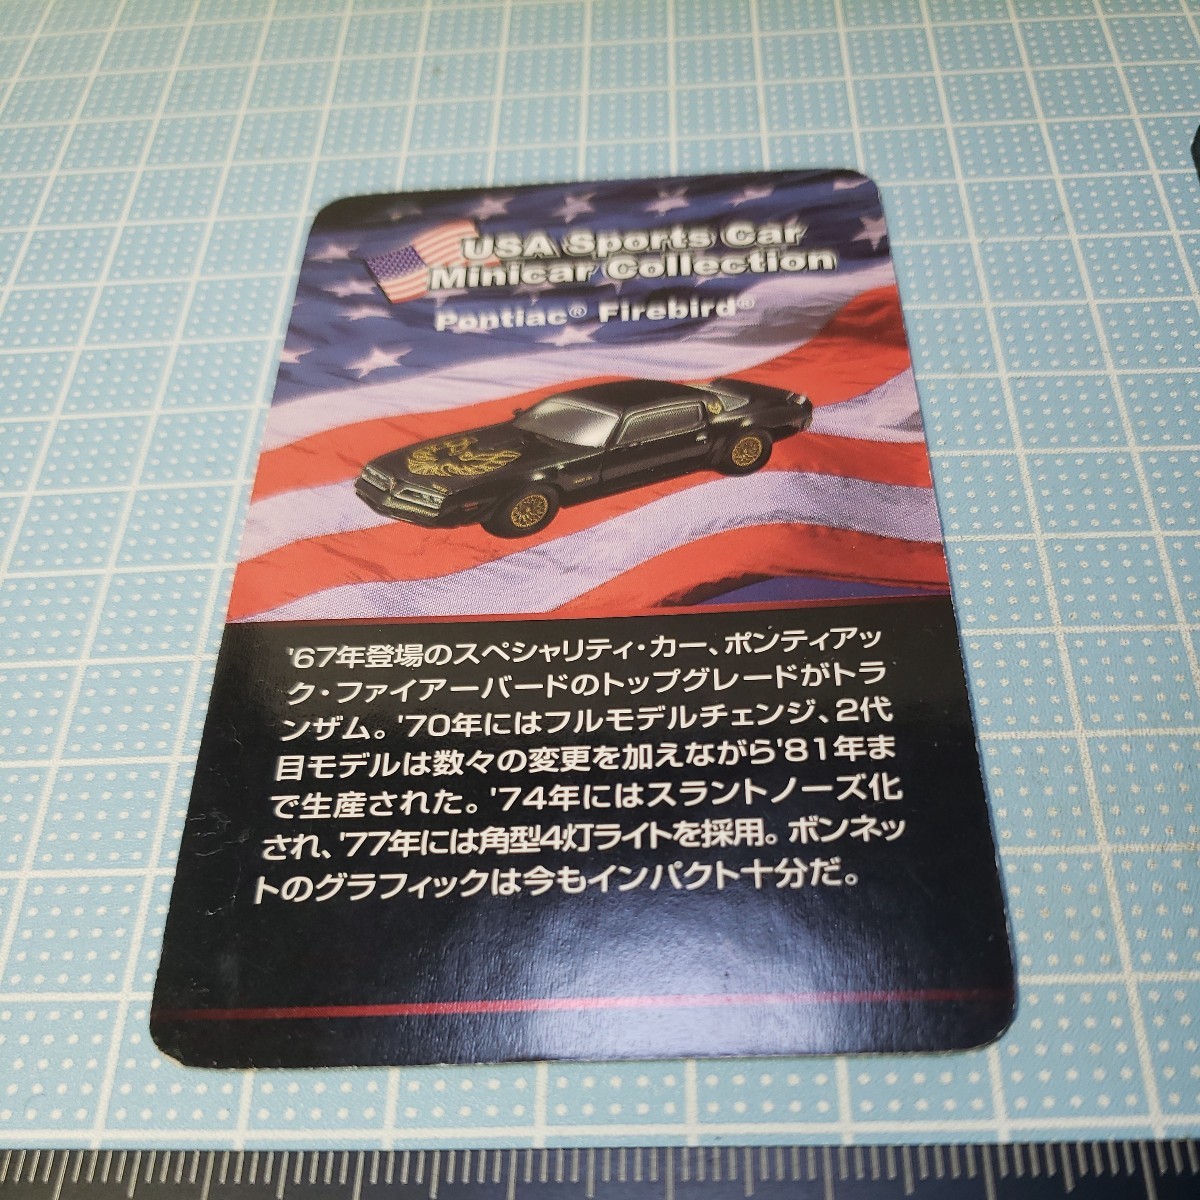 USA Sports Car
Minicar Collection
Pontiac® Firebird®
'67年登場のスペシャリティ・カー、ポンティアッ
ク・ファイアーバードのトップグレードがトラ
ンザム。'70年にはフルモデルチェンジ、2代
目モデルは数々の変更を加えながら'81年ま
で生産された。'74年にはスラントノーズ化
され、'77年には角型4灯ライトを採用。ボンネッ
トのグラフィックは今もインパクト十分だ。